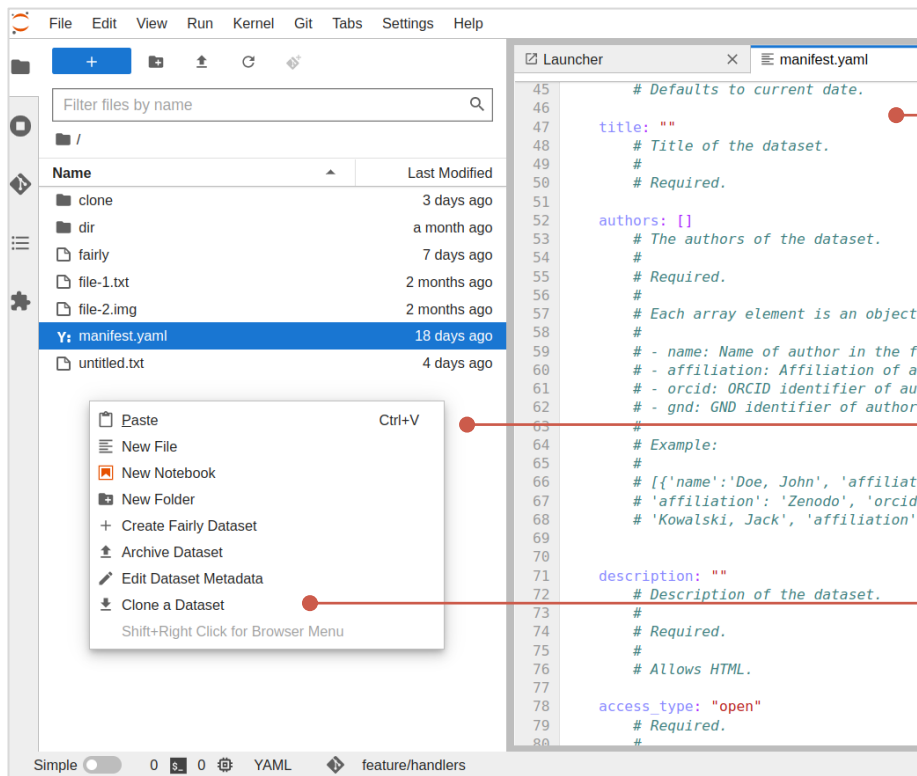 File Edit View Run Kernel Git Tabs Settings Help
+
Filter files by name
/
Name Last Modified
clone 3 days ago
dir a month ago
fairly 7 days ago
file-1.txt 2 months ago
file-2.img 2 months ago
Y: manifest.yaml 18 days ago
untitled.txt 4 days ago
Paste Ctrl+V
New File
New Notebook
New Folder
+ Create Fairly Dataset
Archive Dataset
Edit Dataset Metadata
Clone a Dataset
Shift+Right Click for Browser Menu
Launcher
manifest.yaml
45 # Defaults to current date.
46
47 title: ""
48 # Title of the dataset.
49 #
50 # Required.
51
52 authors: []
53 # The authors of the dataset.
54 #
55 # Required.
56 #
57 # Each array element is an object
58 #
59 # - name: Name of author in the f
60 # - affiliation: Affiliation of a
61 # - orcid: ORCID identifier of au
62 # - gnd: GND identifier of author
63 #
64 # Example:
65 #
66 # [{'name':'Doe, John', 'affiliat
67 # 'affiliation': 'Zenodo', 'orcid
68 # 'Kowalski, Jack', 'affiliation'
69
70
71 description: ""
72 # Description of the dataset.
73 #
74 # Required.
75 #
76 # Allows HTML.
77
78 access_type: "open"
79 # Required.
80 #
Simple 0 $_ 0 YAML feature/handlers